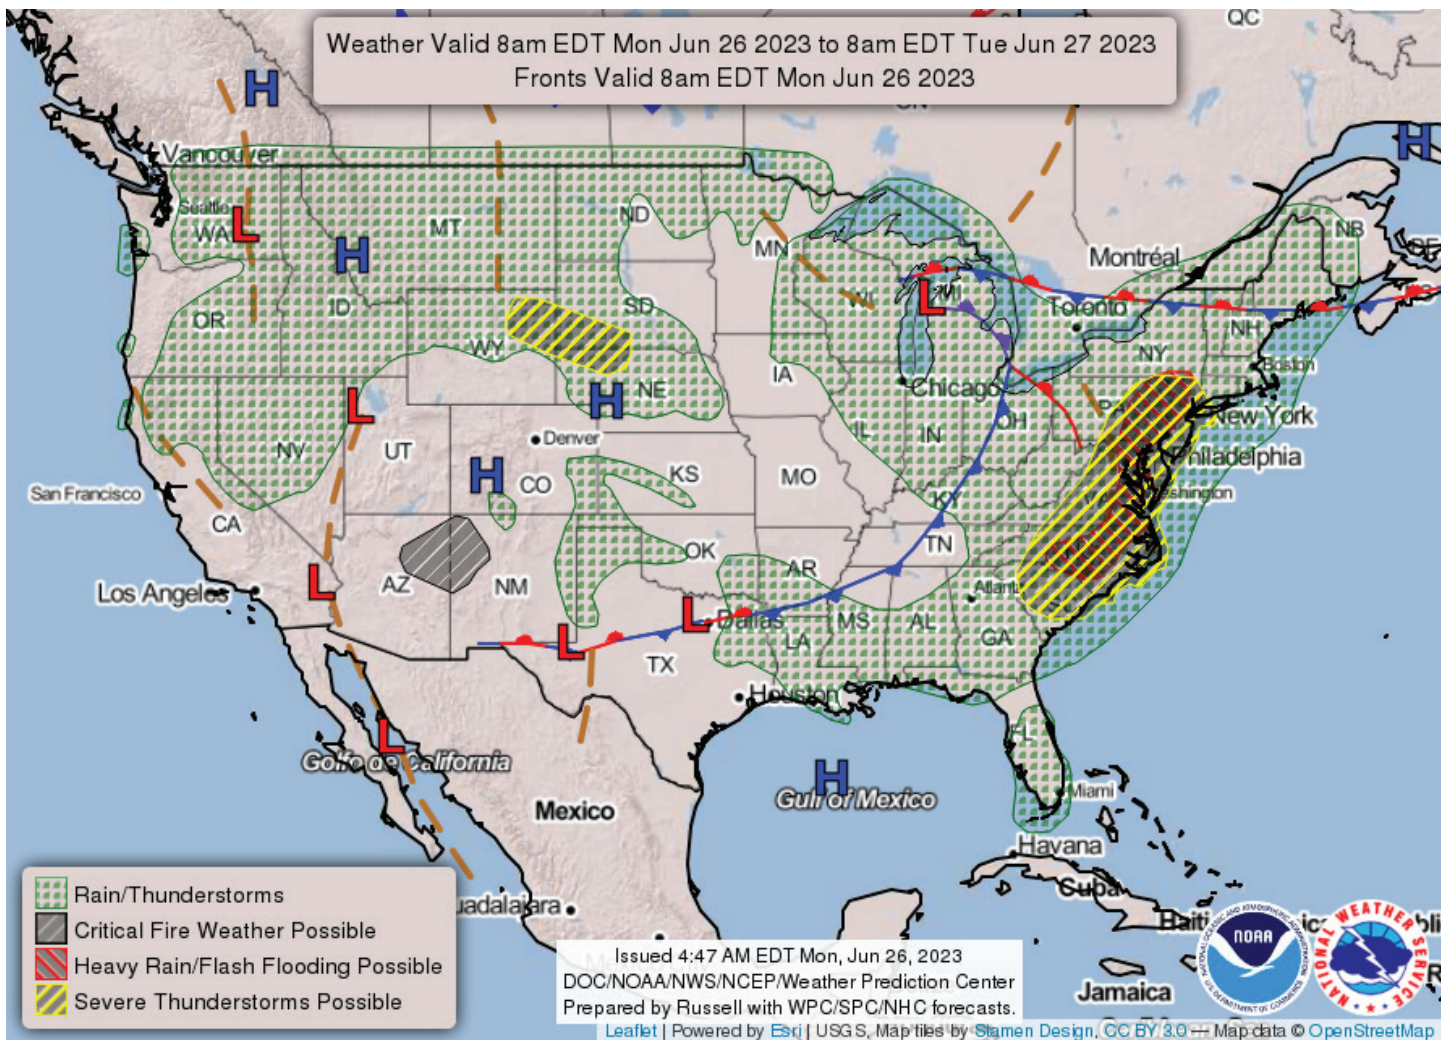 QC
Weather Valid 8am EDT Mon Jun 26 2023 to 8am EDT Tue Jun 27 2023
Fronts Valid 8am EDT Mon Jun 26 2023
H
ON
H
Vancouver
Seattle
WA
L
H
MT
ND
MN
Montréal
NB
OR
ID
SD
WY
WI
L
MI
Toronto
NH
NY
Boston
L
H
NE
IA
Chicago
PA
New York
NV
UT
Denver
IL
IN
OH
Philadelphia
San Francisco
H
CO
KS
MO
KY
VA
Washington
CA
OK
TN
Los Angeles
L
AZ
NM
AR
Atlanta
L
L
Dallas
MS
AL
GA
LA
TX
Houston
FL
L
Golfo de California
H
Gulf of Mexico
Miami
Mexico
Havana
Cuba
Haiti
Jamaica
Rain/Thunderstorms
Critical Fire Weather Possible
Heavy Rain/Flash Flooding Possible
Severe Thunderstorms Possible
uadalajara
Issued 4:47 AM EDT Mon, Jun 26, 2023
DOC/NOAA/NWS/NCEP/Weather Prediction Center
Prepared by Russell with WPC/SPC/NHC forecasts.
NOAA
NATIONAL WEATHER SERVICE
Leaflet | Powered by Esri | USGS, Map tiles by Stamen Design, CC BY 3.0 — Map data © OpenStreetMap